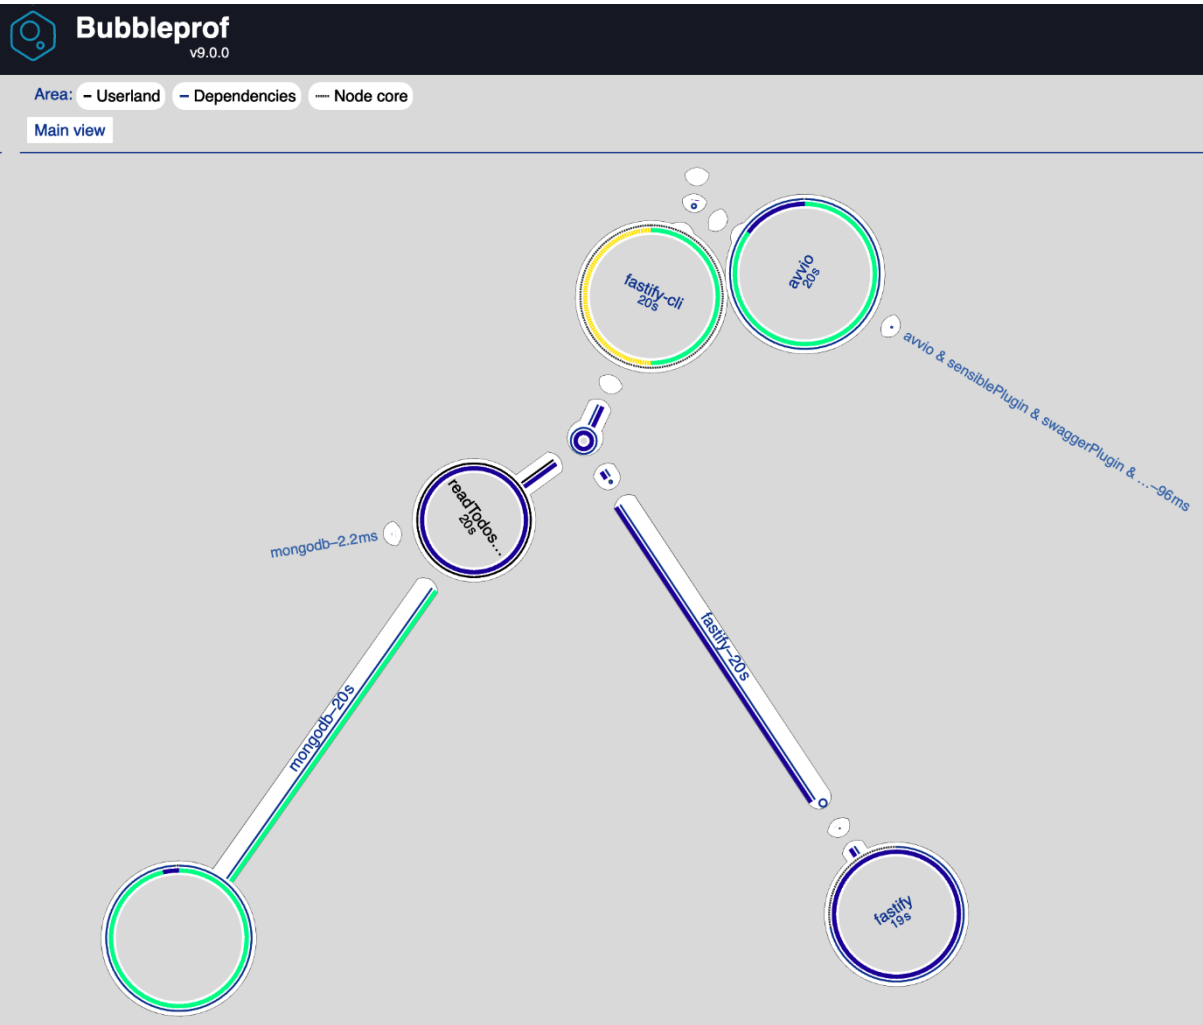 Bubbleprof
v9.0.0
Area: Userland Dependencies Node core
Main view
fastify-cli
20s
avvio
20s
avvio & sensiblePlugin & swaggerPlugin & ...–96ms
readTodos...
20s
mongodb–2.2ms
fastify–20s
mongodb–20s
fastify
19s